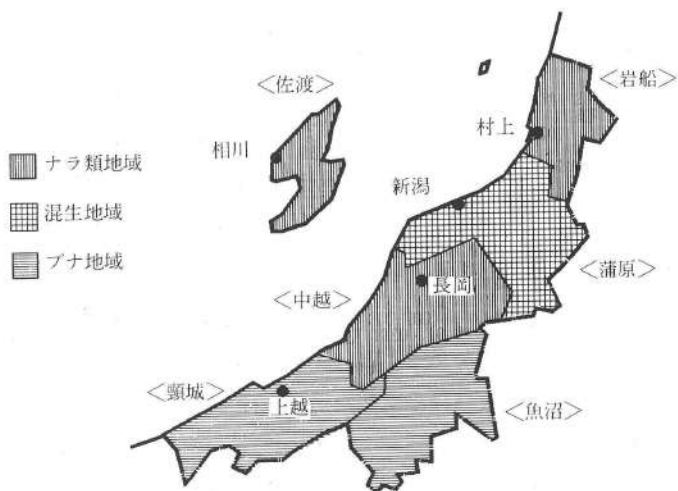 <佐渡>
<岩船>
村上
相川
ナラ類地域
新潟
混生地域
ブナ地域
<蒲原>
長岡
<中越>
<頸城>
上越
<魚沼>